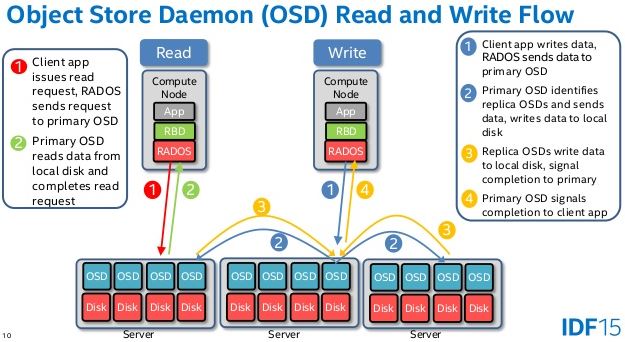 Object Store Daemon (OSD) Read and Write Flow
1 Client app
issues read
request, RADOS
sends request
to primary OSD
2 Primary OSD
reads data from
local disk and
completes read
request
Read
Compute
Node
App
RBD
RADOS
1
2
Write
Compute
Node
App
RBD
RADOS
1
4
1 Client app writes data,
RADOS sends data to
primary OSD
2 Primary OSD identifies
replica OSDs and sends
data, writes data to local
disk
3 Replica OSDs write data
to local disk, signal
completion to primary
4 Primary OSD signals
completion to client app
3
2
3
2
OSD OSD OSD OSD
Disk Disk Disk Disk
Server
OSD OSD OSD OSD
Disk Disk Disk Disk
Server
OSD OSD OSD OSD
Disk Disk Disk Disk
Server
10
IDF15